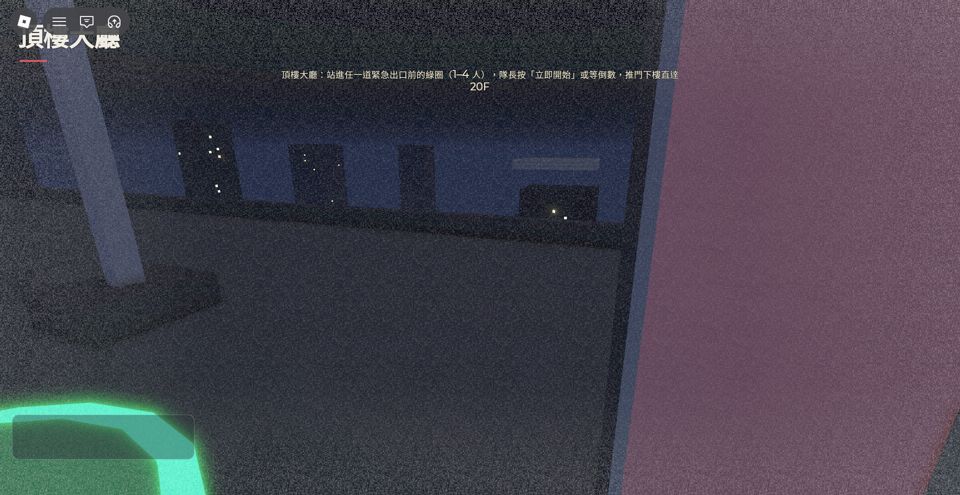 頂樓大廳
頂樓大廳：站進任一道緊急出口前的綠圈（1–4 人），隊長按「立即開始」或等倒數，推門下樓直達
20F